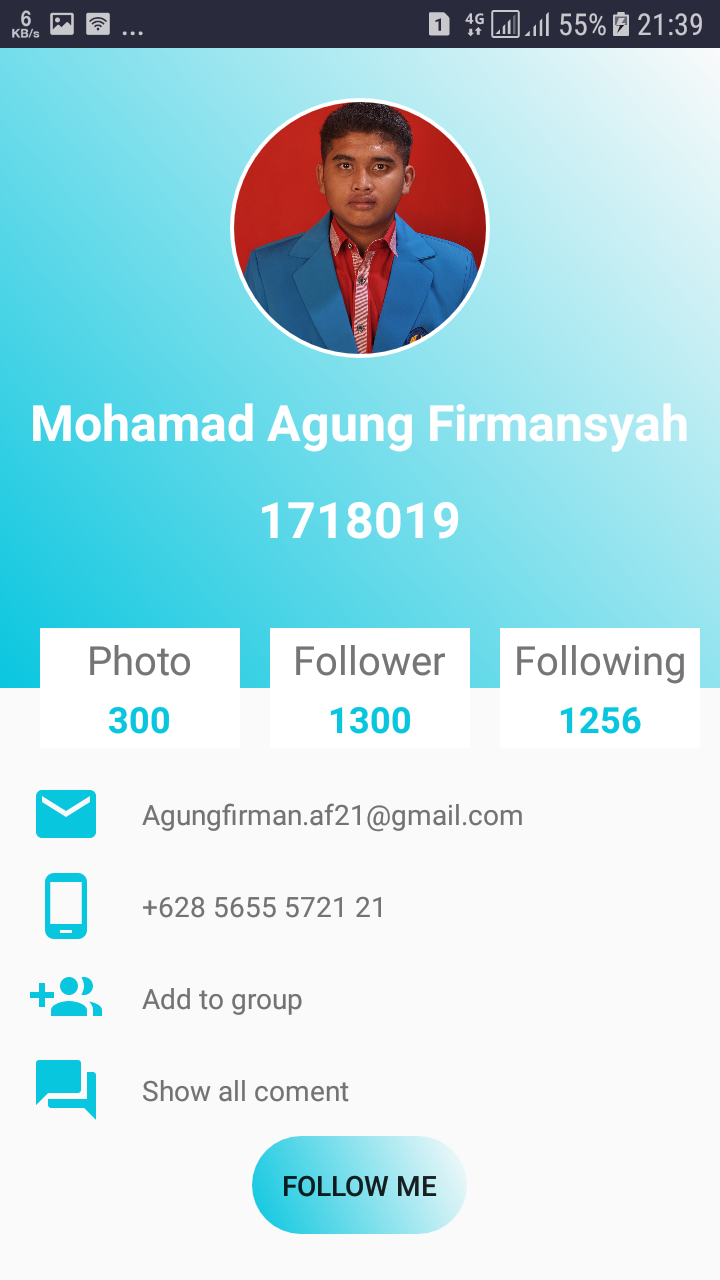 6
KB/s ... 1 4G 55% 21:39
Mohamad Agung Firmansyah
1718019
Photo Follower Following
300 1300 1256
Agungfirman.af21@gmail.com
+628 5655 5721 21
Add to group
Show all coment
FOLLOW ME